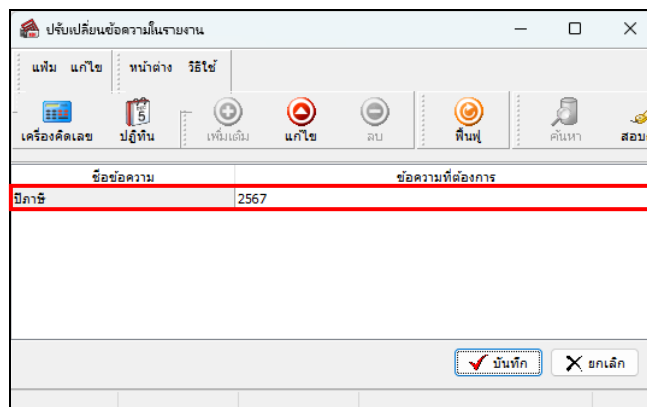 ปรับเปลี่ยนข้อความในรายงาน
แฟ้ม แก้ไข หน้าต่าง วิธีใช้
เครื่องคิดเลข ปฏิทิน เพิ่มเติม แก้ไข ลบ ฟื้นฟู ค้นหา
ชื่อข้อความ ข้อความที่ต้องการ
ปีภาษี 2567
บันทึก ยกเลิก